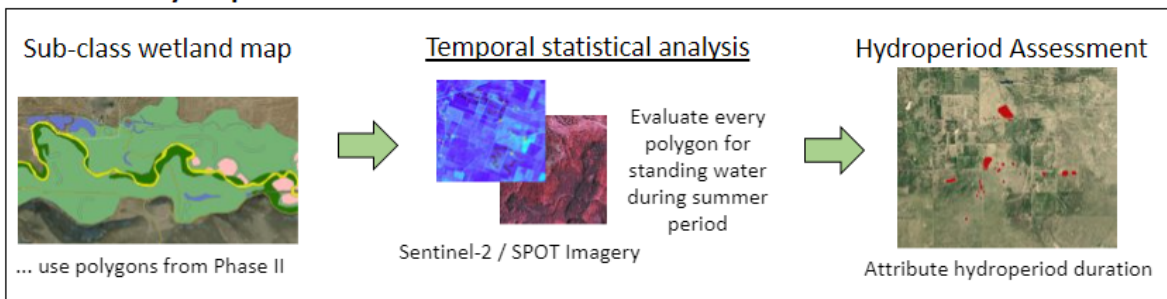 Sub-class wetland map
Temporal statistical analysis
Hydroperiod Assessment
Evaluate every
polygon for
standing water
during summer
period
... use polygons from Phase II
Sentinel-2 / SPOT Imagery
Attribute hydroperiod duration